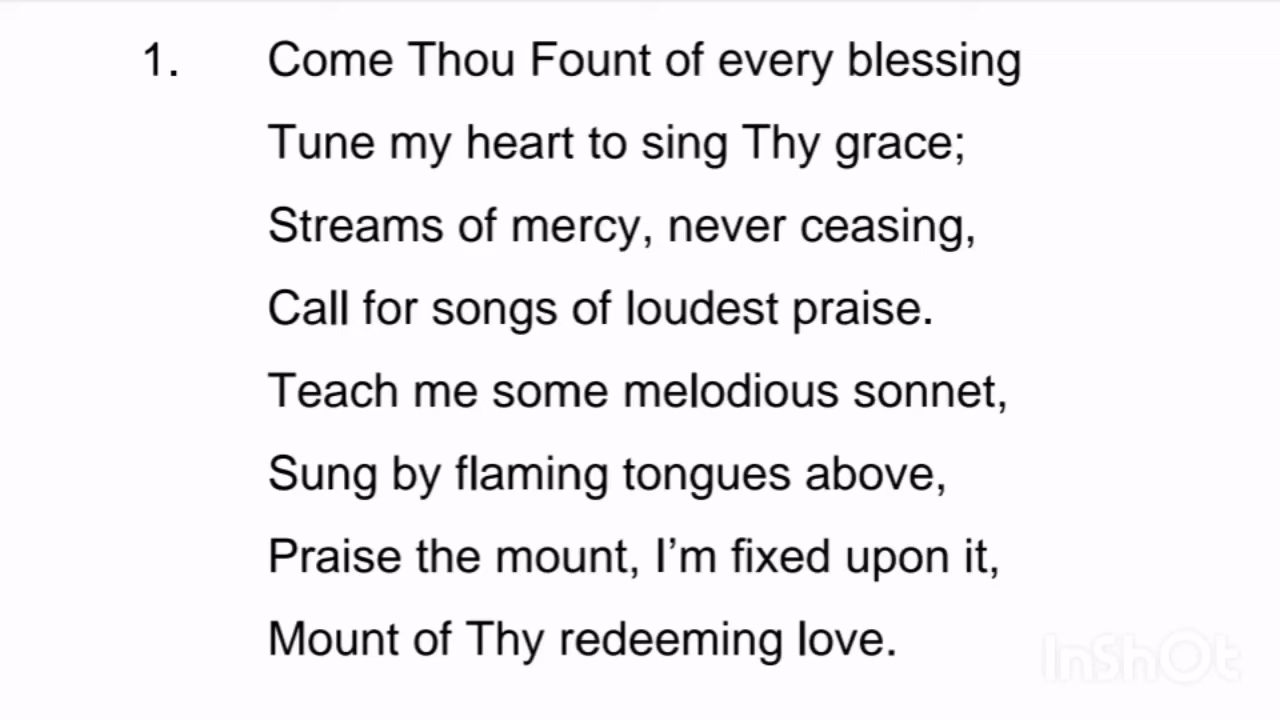 1. Come Thou Fount of every blessing
Tune my heart to sing Thy grace;
Streams of mercy, never ceasing,
Call for songs of loudest praise.
Teach me some melodious sonnet,
Sung by flaming tongues above,
Praise the mount, I’m fixed upon it,
Mount of Thy redeeming love.
InShOt